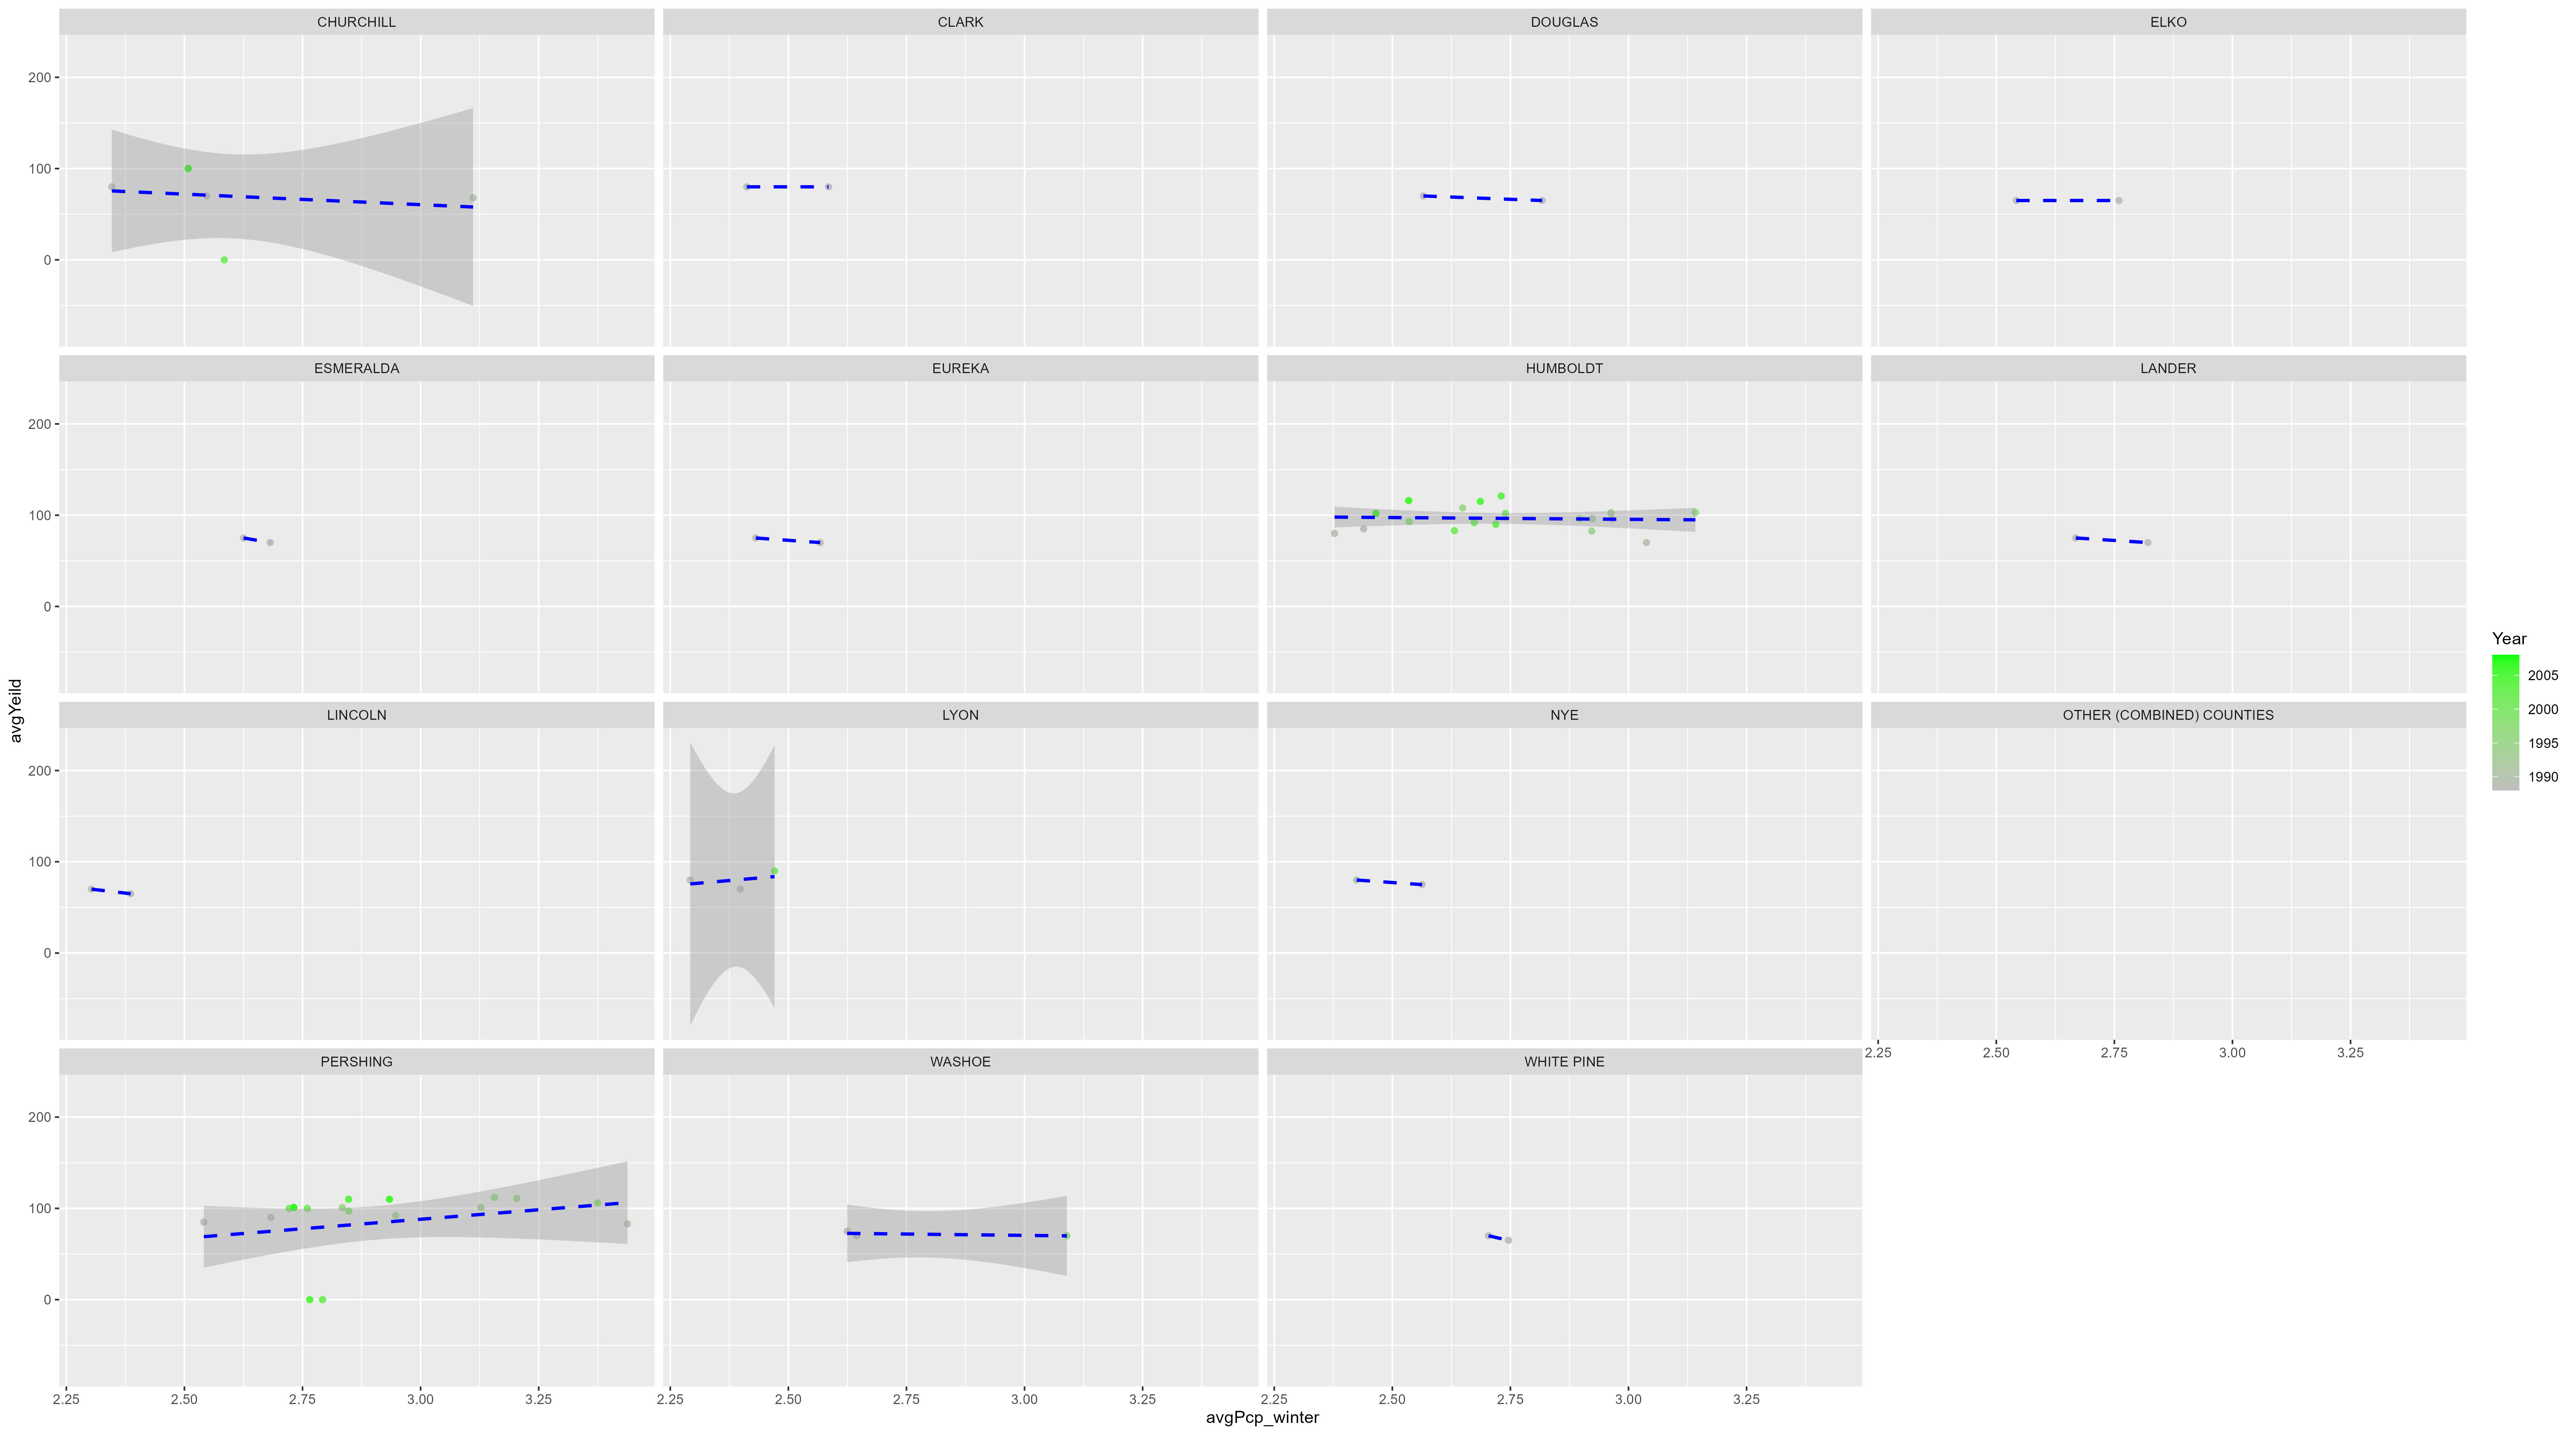 CHURCHILL CLARK DOUGLAS ELKO
200
100
0
ESMERALDA EUREKA HUMBOLDT LANDER
200
100
0
avgYeild
LINCOLN LYON NYE OTHER (COMBINED) COUNTIES
200
100
0
2.25 2.50 2.75 3.00 3.25
PERSHING WASHOE WHITE PINE
200
100
0
2.25 2.50 2.75 3.00 3.25 2.25 2.50 2.75 3.00 3.25 2.25 2.50 2.75 3.00 3.25
avgPcp_winter
Year
2005
2000
1995
1990